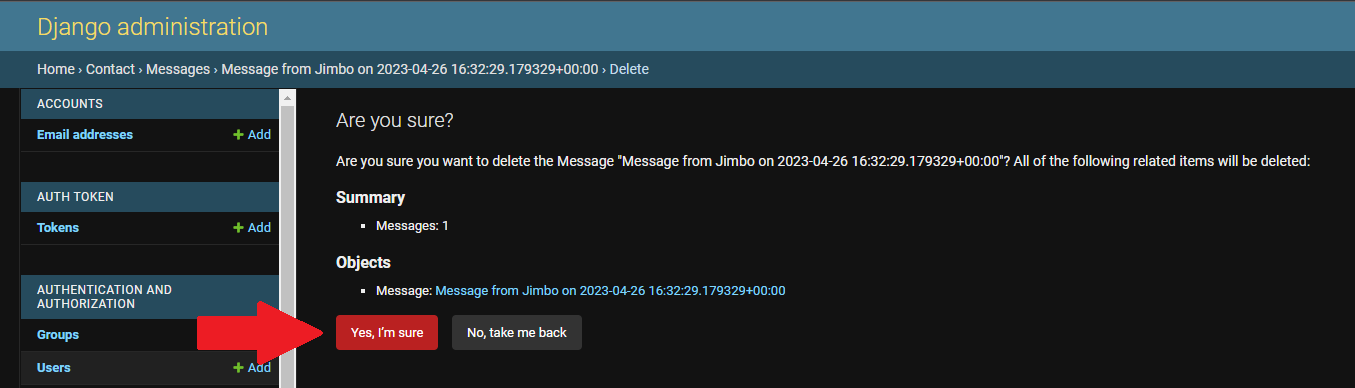 Django administration
Home › Contact › Messages › Message from Jimbo on 2023-04-26 16:32:29.179329+00:00 › Delete
ACCOUNTS
Email addresses + Add
AUTH TOKEN
Tokens + Add
AUTHENTICATION AND
AUTHORIZATION
Groups
Users + Add
Are you sure?
Are you sure you want to delete the Message "Message from Jimbo on 2023-04-26 16:32:29.179329+00:00"? All of the following related items will be deleted:
Summary
Messages: 1
Objects
Message: Message from Jimbo on 2023-04-26 16:32:29.179329+00:00
Yes, I’m sure No, take me back